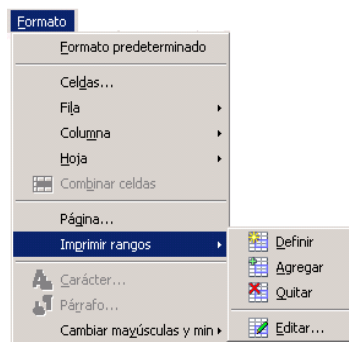 Formato
Formato predeterminado
Celdas...
Fila
Columna
Hoja
Combinar celdas
Página...
Imprimir rangos
Definir
Agregar
Quitar
Editar...
Carácter...
Párrafo...
Cambiar mayúsculas y min